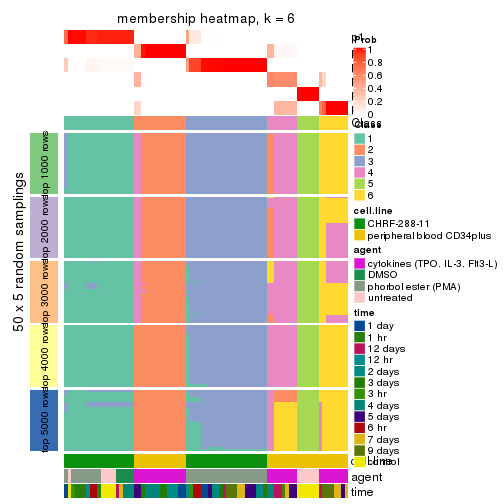 membership heatmap, k = 6
Prob
1
0.8
0.6
0.4
0.2
0
Class
1
2
3
4
5
6
cell.line
CHRF-288-11
peripheral blood CD34plus
agent
cytokines (TPO, IL-3, Flt3-L)
DMSO
phorbol ester (PMA)
untreated
time
1 day
1 hr
12 days
12 hr
2 days
3 days
3 hr
4 days
5 days
6 hr
7 days
9 days
control
50 x 5 random samplings
top 1000 rows
top 2000 rows
top 3000 rows
top 4000 rows
top 5000 rows
Class
cell.line
agent
time